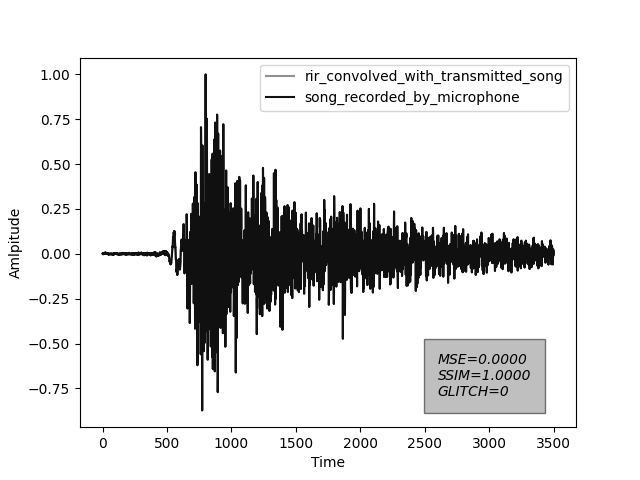 rir_convolved_with_transmitted_song
song_recorded_by_microphone
1.00
0.75
0.50
0.25
0.00
−0.25
−0.50
−0.75
Amlpitude
MSE=0.0000
SSIM=1.0000
GLITCH=0
0 500 1000 1500 2000 2500 3000 3500
Time